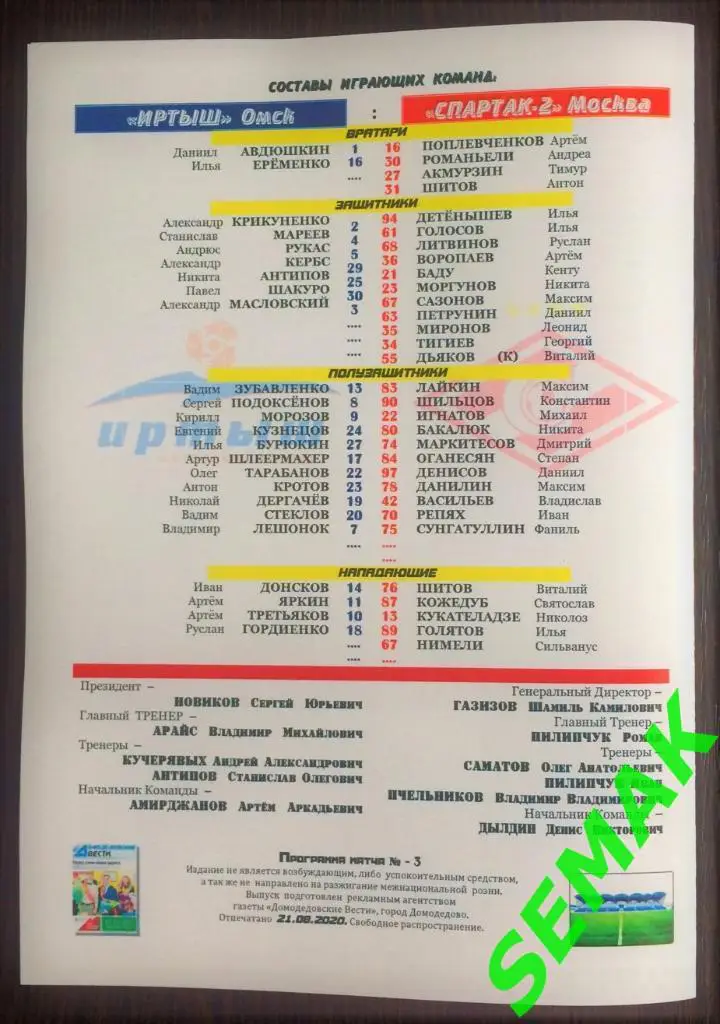 СОСТАВЫ ИГРАЮЩИХ КОМАНД:
«ИРТЫШ» Омск : «СПАРТАК-2» Москва
ВРАТАРИ
Даниил АВДЮШКИН 1 16 ПОПЛЕВЧЕНКОВ Артём
Илья ЕРЁМЕНКО 16 30 РОМАНЬЕЛИ Андреа
.... 27 АКМУРЗИН Тимур
31 ШИТОВ Антон
ЗАЩИТНИКИ
Александр КРИКУНЕНКО 2 94 ДЕТЁНЫШЕВ Илья
Станислав МАРЕЕВ 4 61 ГОЛОСОВ Илья
Андрюс РУКАС 5 68 ЛИТВИНОВ Руслан
Александр КЕРБС 29 36 ВОРОПАЕВ Артём
Никита АНТИПОВ 25 21 БАДУ Кенту
Павел ШАКУРО 30 23 МОРГУНОВ Никита
Александр МАСЛОВСКИЙ 3 67 САЗОНОВ Максим
.... 63 ПЕТРУНИН Даниил
.... 35 МИРОНОВ Леонид
.... 34 ТИГИЕВ Георгий
.... 55 ДЬЯКОВ (К) Виталий
ПОЛУЗАЩИТНИКИ
Вадим ЗУБАВЛЕНКО 13 83 ЛАЙКИН Максим
Сергей ПОДОКСЁНОВ 8 90 ШИЛЬЦОВ Константин
Кирилл МОРОЗОВ 9 22 ИГНАТОВ Михаил
Евгений КУЗНЕЦОВ 24 80 БАКАЛЮК Никита
Илья БУРЮКИН 27 74 МАРКИТЕСОВ Дмитрий
Артур ШЛЕЕРМАХЕР 17 84 ОГАНЕСЯН Степан
Олег ТАРАБАНОВ 22 97 ДЕНИСОВ Даниил
Антон КРОТОВ 23 78 ДАНИЛИН Максим
Николай ДЕРГАЧЁВ 19 42 ВАСИЛЬЕВ Владислав
Вадим СТЕКЛОВ 20 70 РЕПЯХ Иван
Владимир ЛЕШОНОК 7 75 СУНГАТУЛЛИН Фаниль
.... ....
.... ....
иртыш
НАПАДАЮЩИЕ
Иван ДОНСКОВ 14 76 ШИТОВ Виталий
Артём ЯРКИН 11 87 КОЖЕДУБ Святослав
Артём ТРЕТЬЯКОВ 10 13 КУКАТЕЛАДЗЕ Николоз
Руслан ГОРДИЕНКО 18 89 ГОЛЯТОВ Илья
.... 67 НИМЕЛИ Сильванус
.... ....
Президент –
НОВИКОВ Сергей Юрьевич
Главный ТРЕНЕР –
АРАЙС Владимир Михайлович
Тренеры –
КУЧЕРЯВЫХ Андрей Александрович
АНТИПОВ Станислав Олегович
Начальник Команды –
АМИРДЖАНОВ Артём Аркадьевич
Генеральный Директор –
ГАЗИЗОВ Шамиль Камилович
Главный Тренер –
ПИЛИПЧУК Роман
Тренеры –
САМАТОВ Олег Анатольевич
ПИЛИПЧУК
ПЧЕЛЬНИКОВ Владимир Владимирович
Начальник Команды –
ДЫЛДИН Денис Викторович
Программа матча № - 3
Издание не является возбуждающим, либо успокоительным средством,
а так же не направлено на разжигание межнациональной розни.
Выпуск подготовлен рекламным агентством
газеты «Домодедовские Вести», город Домодедово.
Отпечатано 21.08.2020. Свободное распространение.
ВЕСТИ
SEMAK